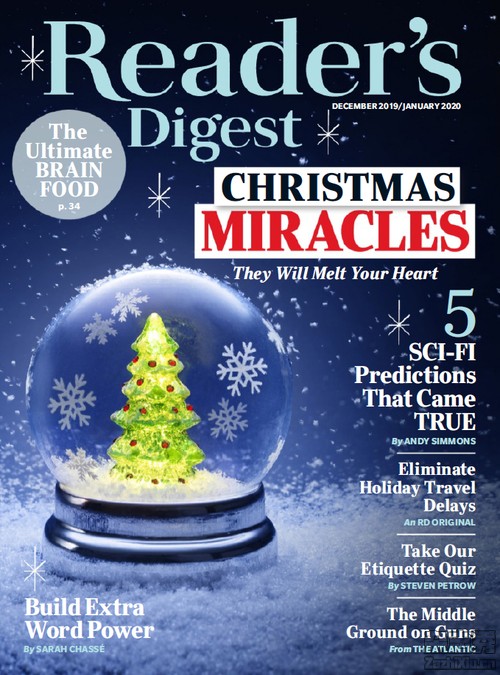 Reader's
Digest
DECEMBER 2019/JANUARY 2020
The
Ultimate
BRAIN
FOOD
p. 34
CHRISTMAS
MIRACLES
They Will Melt Your Heart
5
SCI-FI
Predictions
That Came
TRUE
By ANDY SIMMONS
Eliminate
Holiday Travel
Delays
An RD ORIGINAL
Take Our
Etiquette Quiz
By STEVEN PETROW
The Middle
Ground on Guns
From THE ATLANTIC
Build Extra
Word Power
By SARAH CHASSÉ